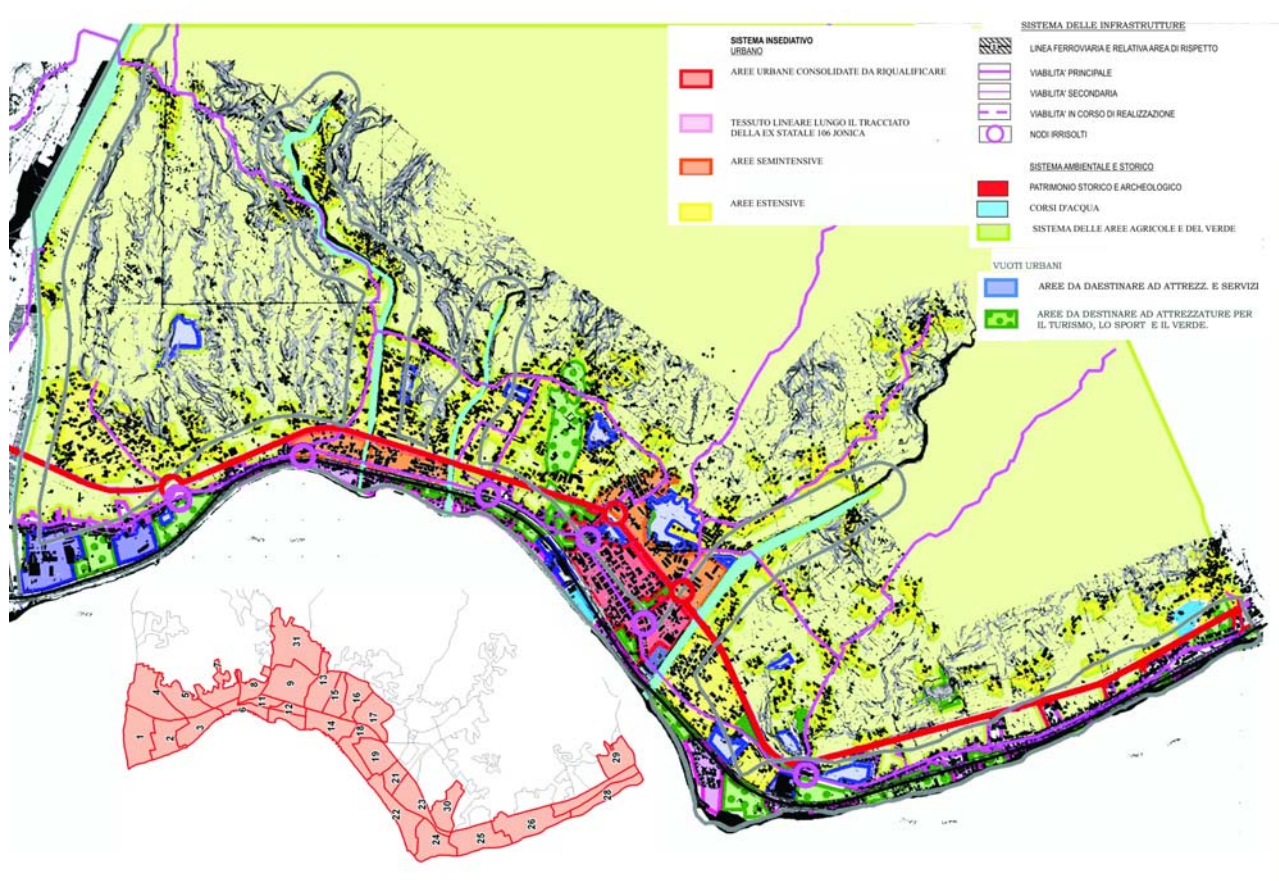 SISTEMA INSEDIATIVO
URBANO
AREE URBANE CONSOLIDATE DA RIQUALIFICARE
TESSUTO LINEARE LUNGO IL TRACCIATO
DELLA EX STATALE 106 JONICA
AREE SEMINTENSIVE
AREE ESTENSIVE
SISTEMA DELLE INFRASTRUTTURE
LINEA FERROVIARIA E RELATIVA AREA DI RISPETTO
VIABILITA' PRINCIPALE
VIABILITA' SECONDARIA
VIABILITA' IN CORSO DI REALIZZAZIONE
NODI IRRISOLTI
SISTEMA AMBIENTALE E STORICO
PATRIMONIO STORICO E ARCHEOLOGICO
CORSI D'ACQUA
SISTEMA DELLE AREE AGRICOLE E DEL VERDE
VUOTI URBANI
AREE DA DAESTINARE AD ATTREZZ. E SERVIZI
AREE DA DESTINARE AD ATTREZZATURE PER
IL TURISMO, LO SPORT E IL VERDE.
1
2
3
4
5
6
7
8
9
11
12
13
14
15
16
17
18
19
21
22
23
24
25
26
28
29
30
31